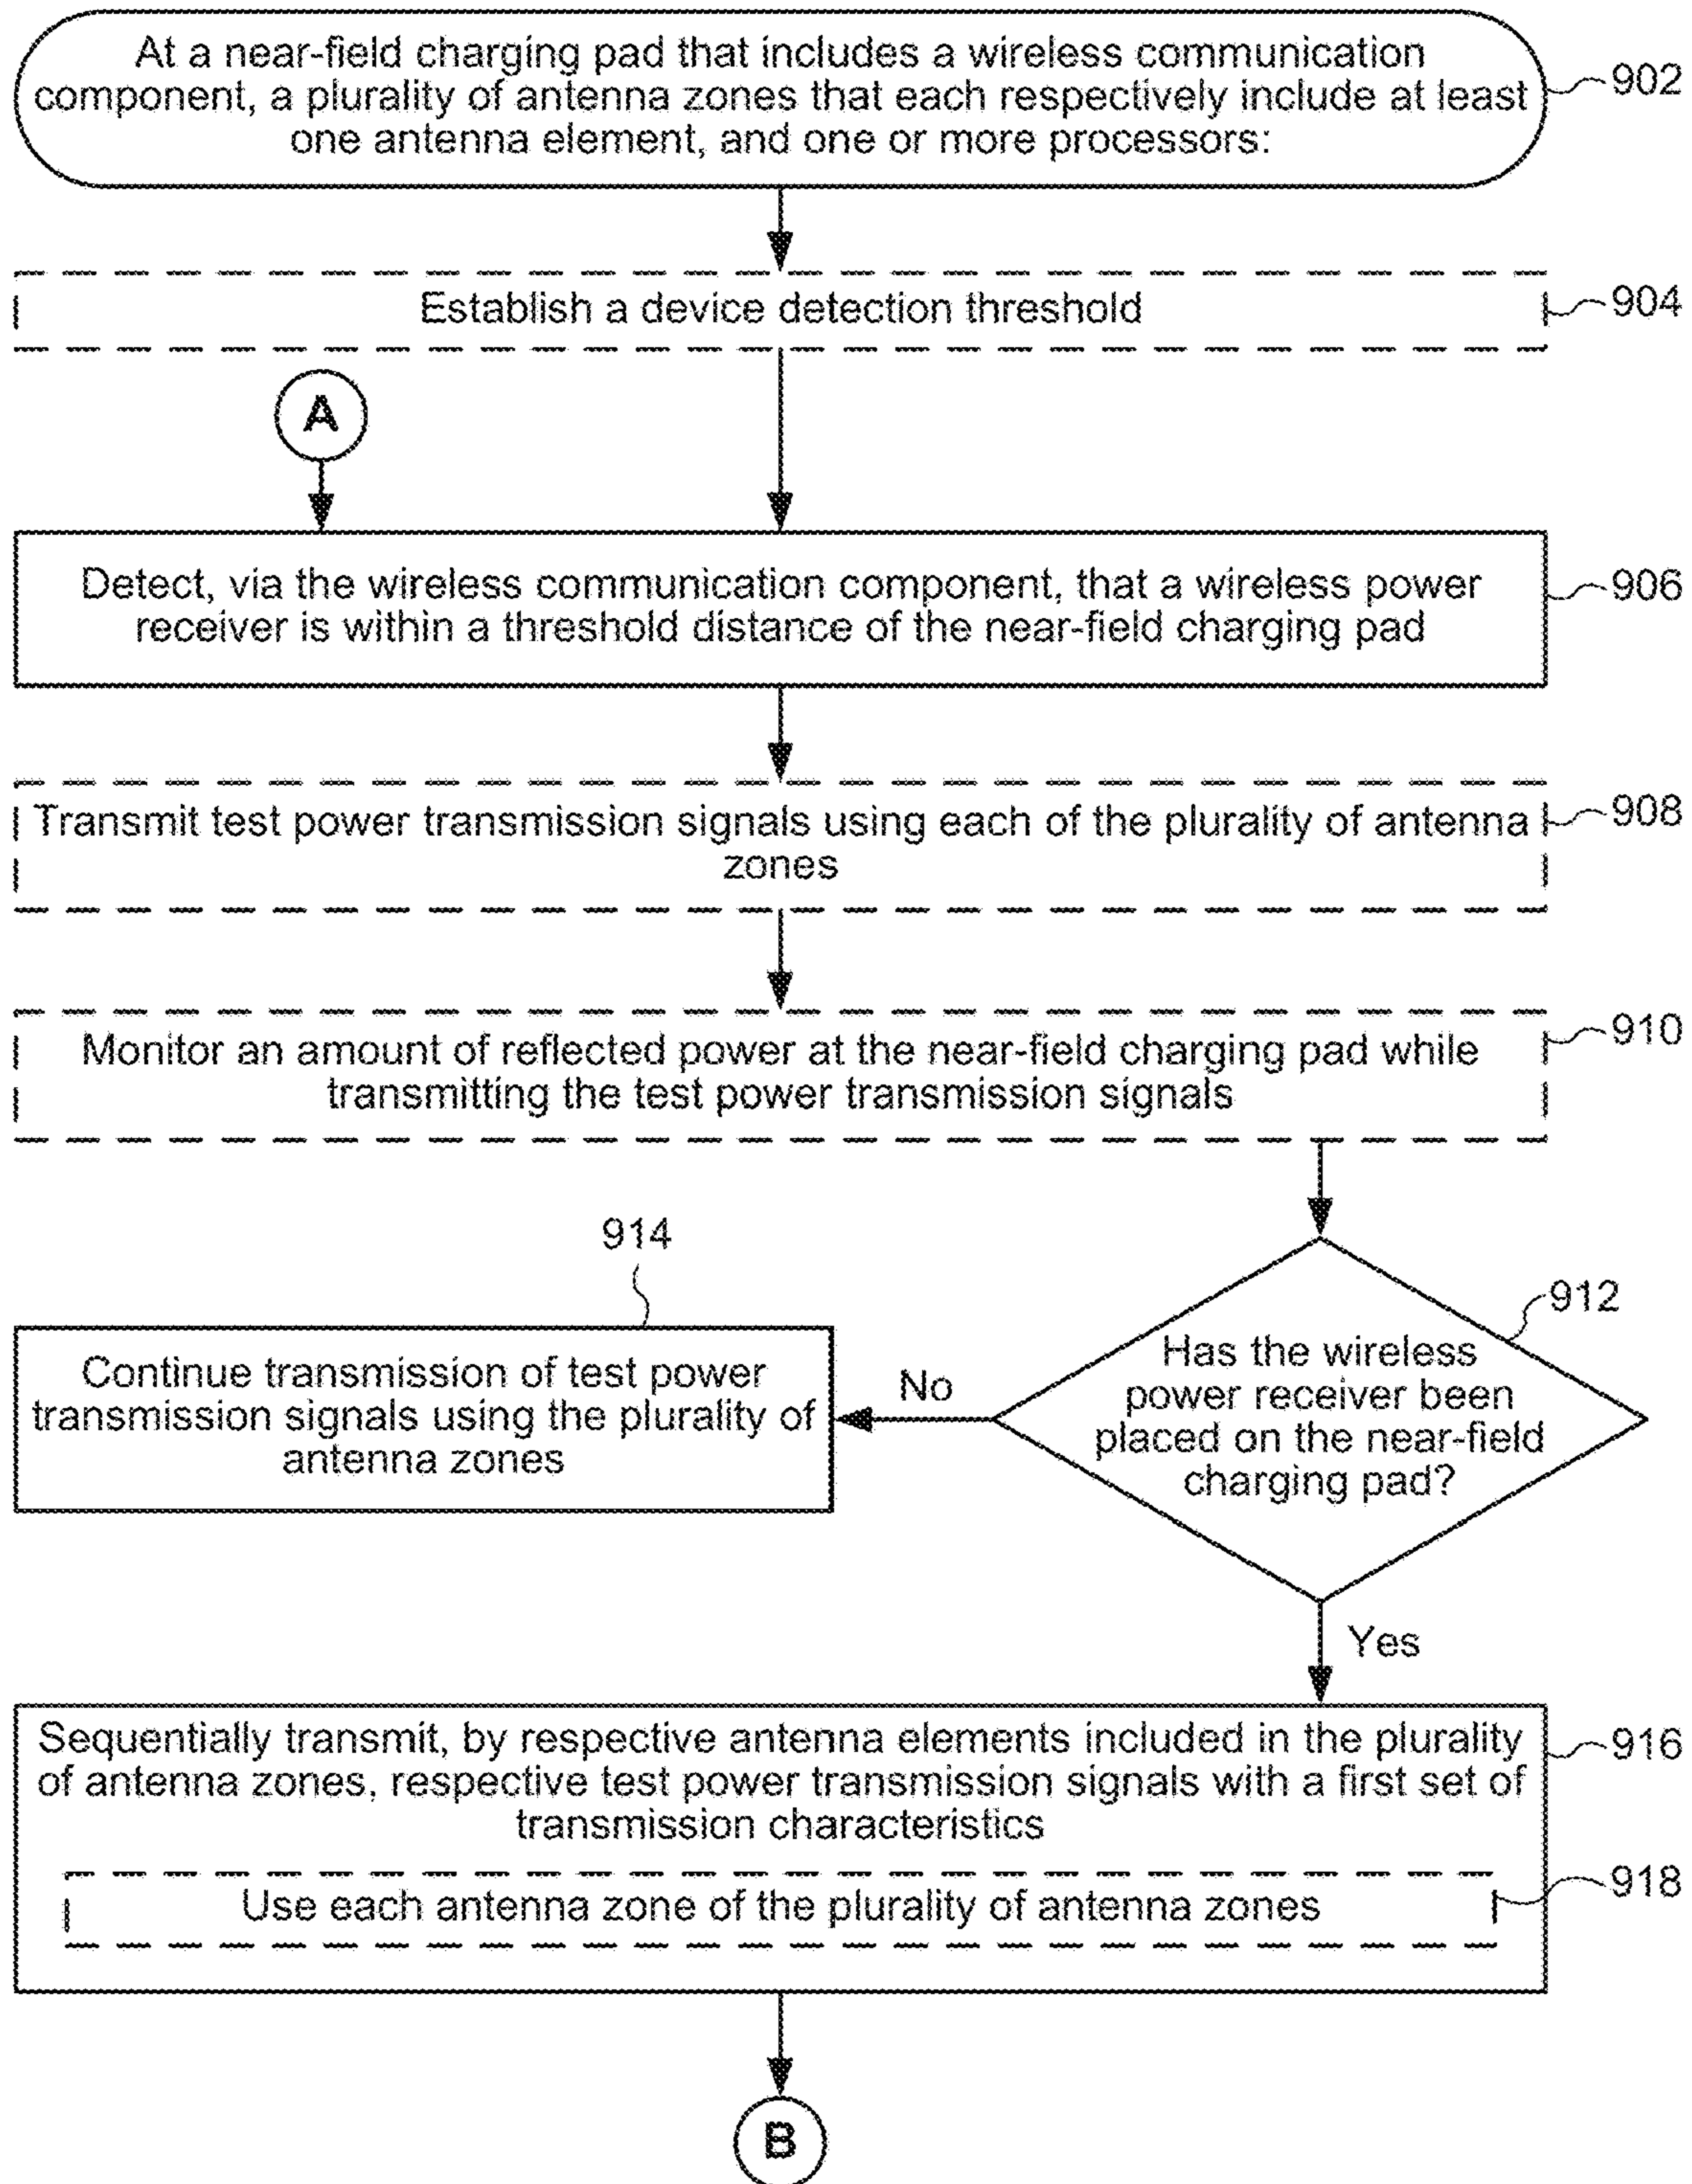 At a near-field charging pad that includes a wireless communication
component, a plurality of antenna zones that each respectively include at least
one antenna element, and one or more processors:
902
Establish a device detection threshold
904
A
Detect, via the wireless communication component, that a wireless power
receiver is within a threshold distance of the near-field charging pad
906
Transmit test power transmission signals using each of the plurality of antenna
zones
908
Monitor an amount of reflected power at the near-field charging pad while
transmitting the test power transmission signals
910
914
912
Has the wireless
power receiver been
placed on the near-field
charging pad?
No
Continue transmission of test power
transmission signals using the plurality of
antenna zones
Yes
Sequentially transmit, by respective antenna elements included in the plurality
of antenna zones, respective test power transmission signals with a first set of
transmission characteristics
916
Use each antenna zone of the plurality of antenna zones
918
B